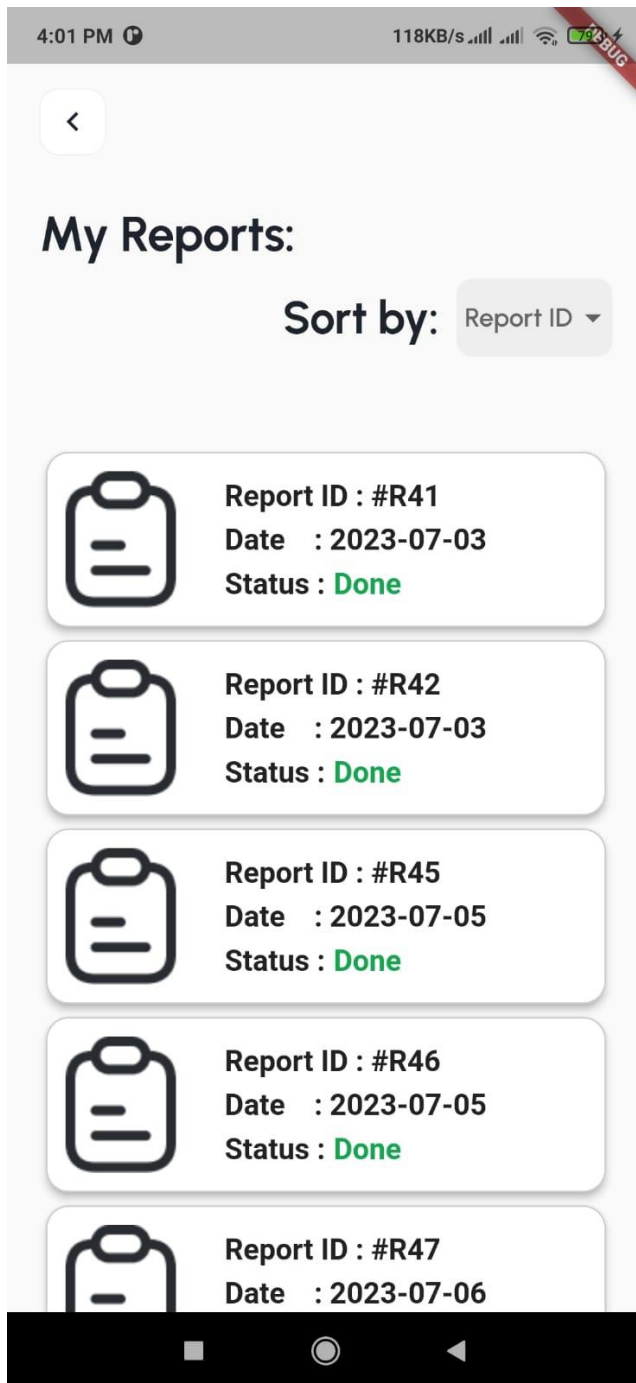 4:01 PM
118KB/s
79
DEBUG
My Reports:
Sort by: Report ID
Report ID : #R41
Date : 2023-07-03
Status : Done
Report ID : #R42
Date : 2023-07-03
Status : Done
Report ID : #R45
Date : 2023-07-05
Status : Done
Report ID : #R46
Date : 2023-07-05
Status : Done
Report ID : #R47
Date : 2023-07-06